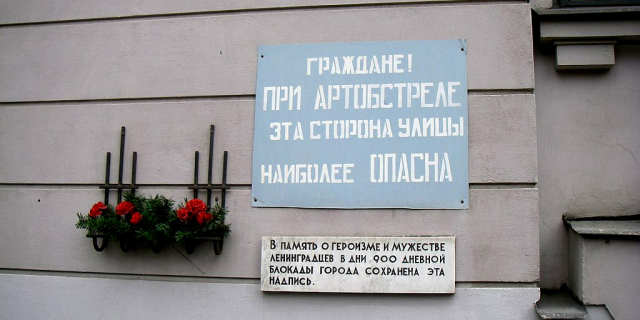 ГРАЖДАНЕ!
ПРИ АРТОБСТРЕЛЕ
ЭТА СТОРОНА УЛИЦЫ
НАИБОЛЕЕ ОПАСНА
В ПАМЯТЬ О ГЕРОИЗМЕ И МУЖЕСТВЕ
ЛЕНИНГРАДЦЕВ В ДНИ 900 ДНЕВНОЙ
БЛОКАДЫ ГОРОДА СОХРАНЕНА ЭТА
НАДПИСЬ.